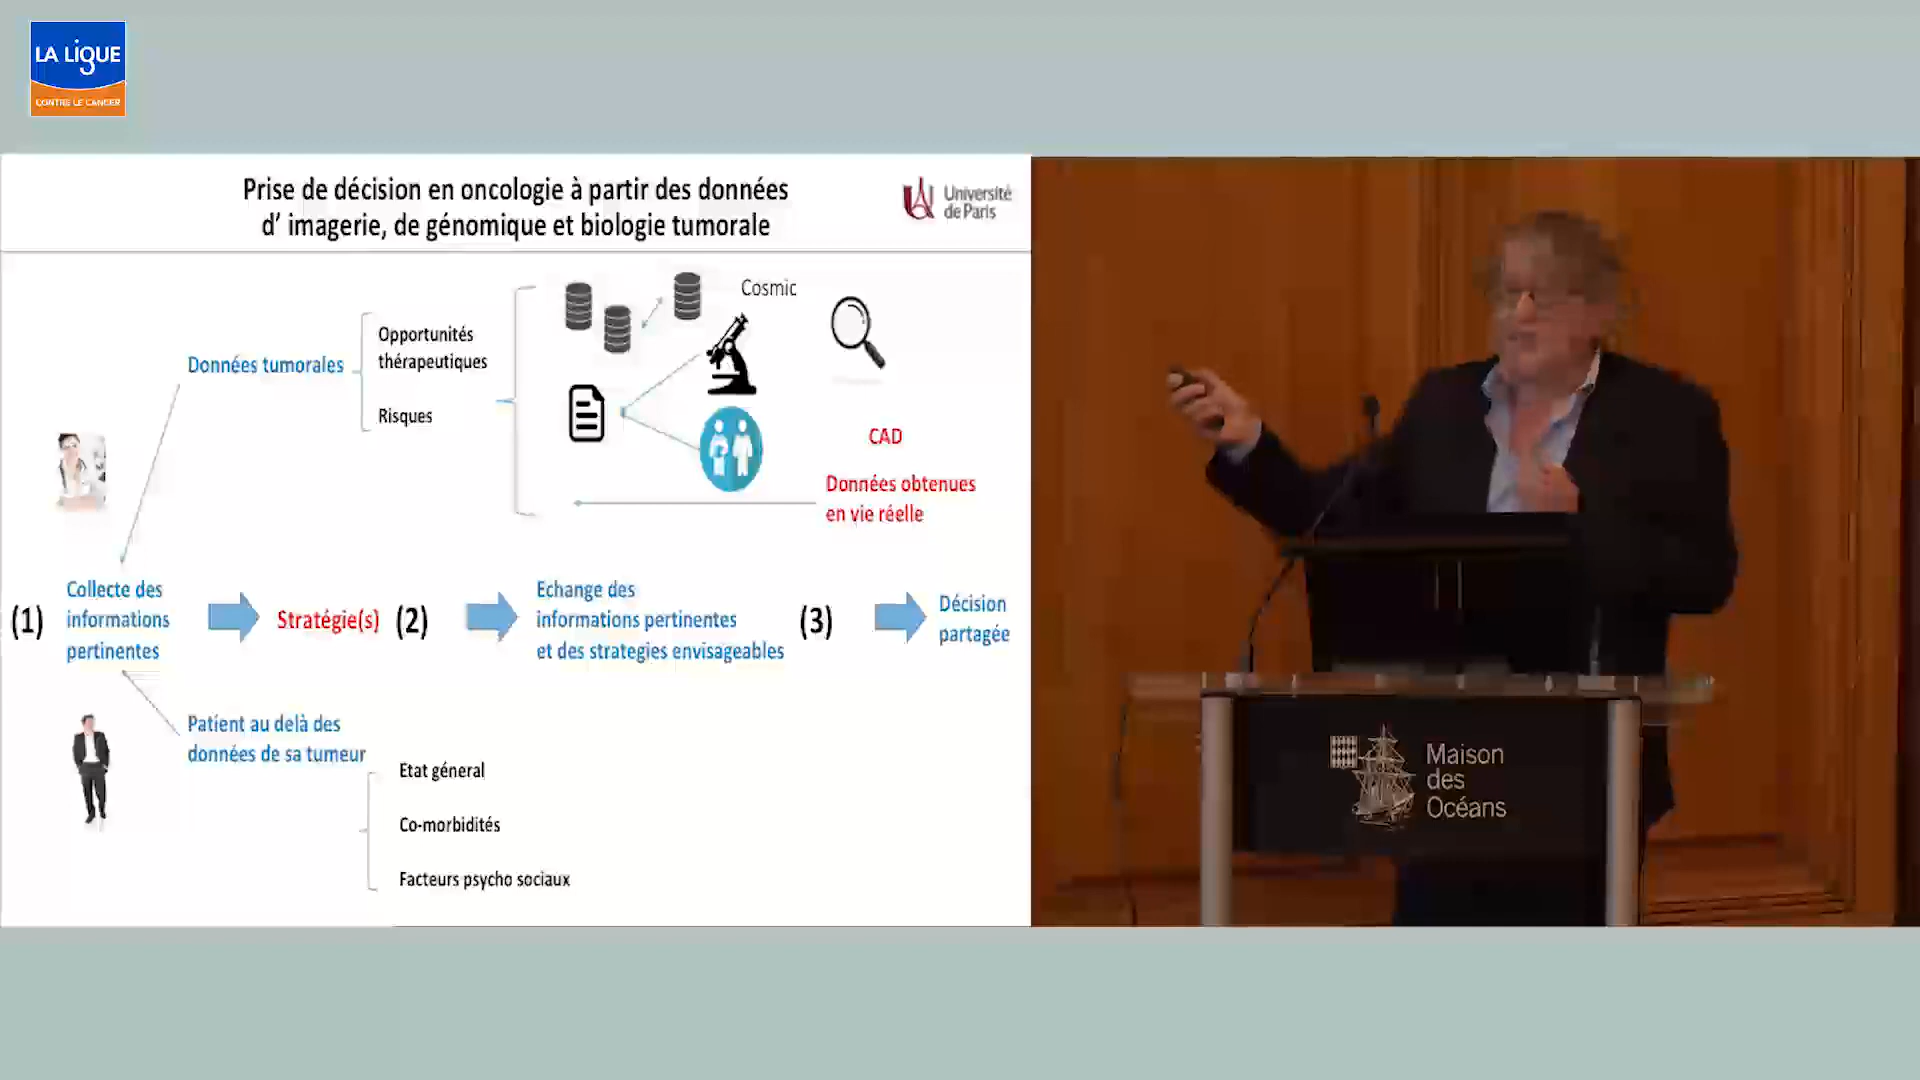 LA LIGUE
CONTRE LE CANCER
Prise de décision en oncologie à partir des données
d’ imagerie, de génomique et biologie tumorale
Université
de Paris
Cosmic
Opportunités
thérapeutiques
Données tumorales
Risques
CAD
Données obtenues
en vie réelle
(1)
Collecte des
informations
pertinentes
Stratégie(s)
(2)
Echange des
informations pertinentes
et des strategies envisageables
(3)
Décision
partagée
Patient au delà des
données de sa tumeur
Etat géneral
Co-morbidités
Facteurs psycho sociaux
Maison
des
Océans